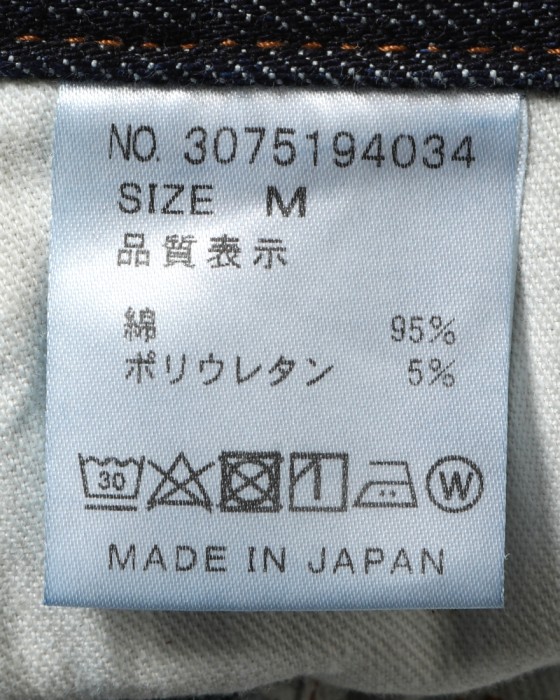 NO. 3075194034
SIZE M
品質表示
綿 95%
ポリウレタン 5%
30 W
MADE IN JAPAN